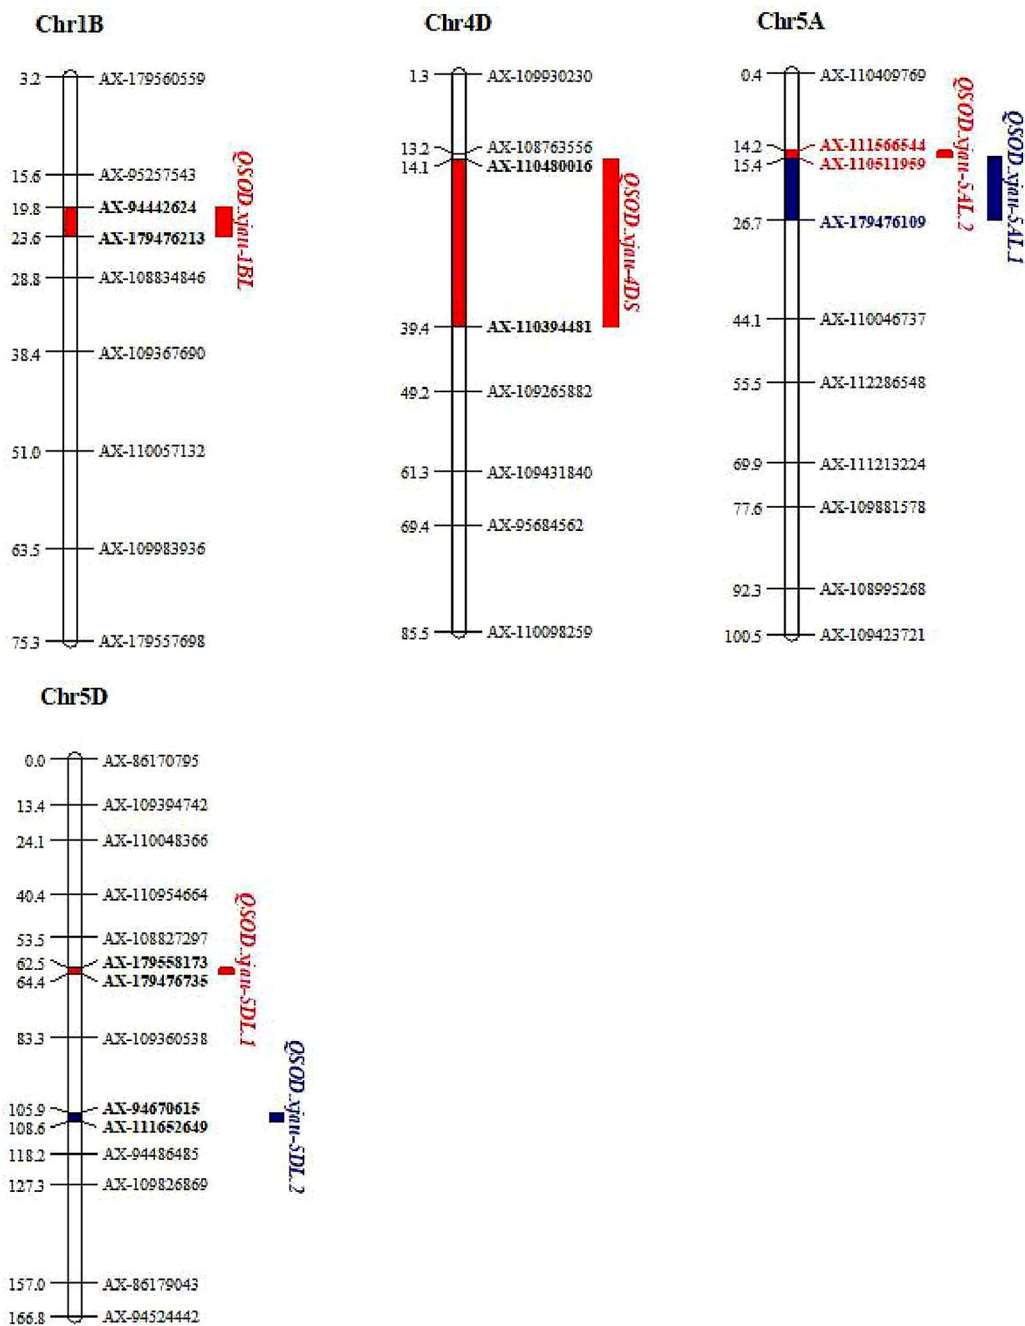 Chr1B
3.2 AX-179560559
15.6 AX-95257543
19.8 AX-94442624
23.6 AX-179476213
28.8 AX-108834846
38.4 AX-109367690
51.0 AX-110057132
63.5 AX-109983936
75.3 AX-179557698
QSOD.xjau-1BL
Chr4D
1.3 AX-109930230
13.2 AX-108763556
14.1 AX-110480016
39.4 AX-110394481
49.2 AX-109265882
61.3 AX-109431840
69.4 AX-95684562
85.5 AX-110098259
QSOD.xjau-4DS
Chr5A
0.4 AX-110409769
14.2 AX-111566544
15.4 AX-110511959
26.7 AX-179476109
44.1 AX-110046737
55.5 AX-112286548
69.9 AX-111213224
77.6 AX-109881578
92.3 AX-108995268
100.5 AX-109423721
QSOD.xjau-5AL.2
QSOD.xjau-5AL.1
Chr5D
0.0 AX-86170795
13.4 AX-109394742
24.1 AX-110048366
40.4 AX-110954664
53.5 AX-108827297
62.5 AX-179558173
64.4 AX-179476735
83.3 AX-109360538
105.9 AX-94670615
108.6 AX-111652649
118.2 AX-94486485
127.3 AX-109826869
157.0 AX-86179043
166.8 AX-94524442
QSOD.xjau-5DL.1
QSOD.xjau-5DL.2